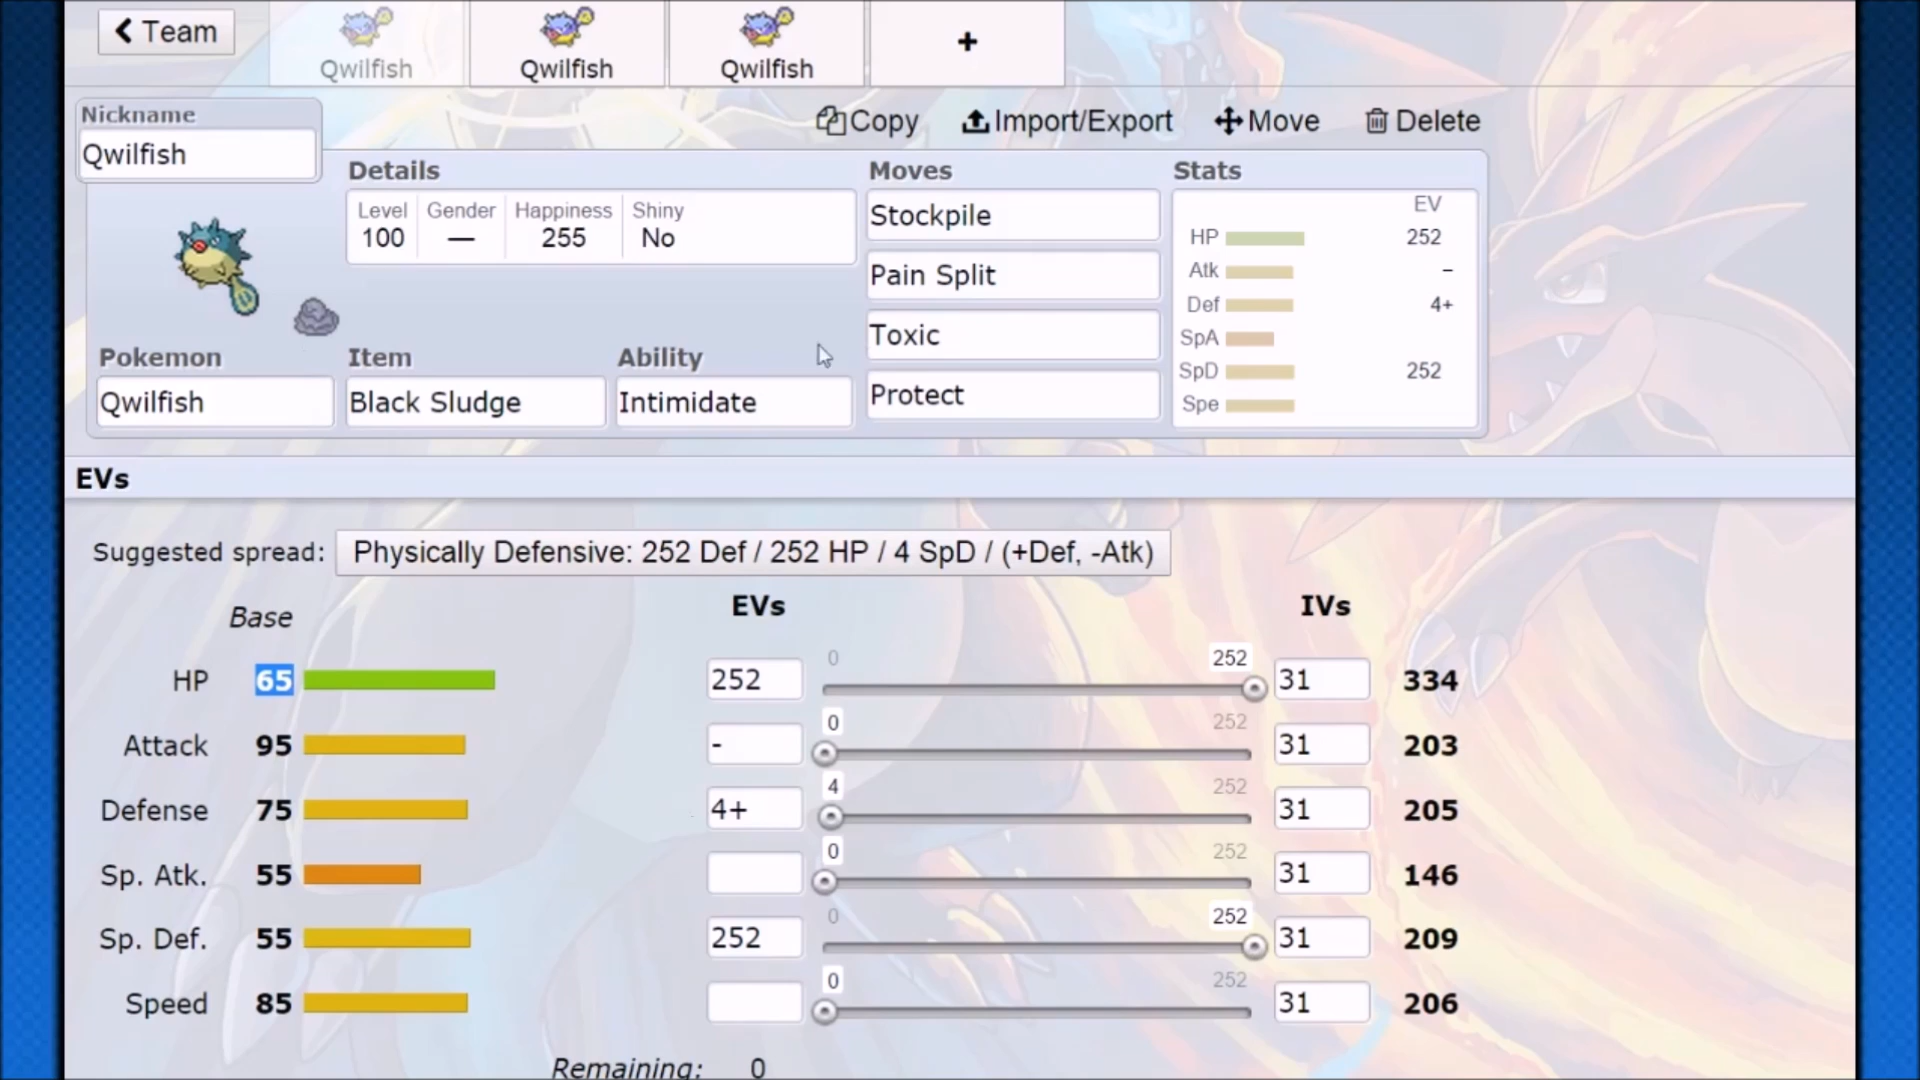 Team
Qwilfish
Qwilfish
Qwilfish
+
Nickname
Qwilfish
Copy
Import/Export
Move
Delete
Details
Level Gender Happiness Shiny
100 — 255 No
Moves
Stockpile
Pain Split
Toxic
Protect
Stats
EV
HP 252
Atk –
Def 4+
SpA
SpD 252
Spe
Pokemon
Qwilfish
Item
Black Sludge
Ability
Intimidate
EVs
Suggested spread: Physically Defensive: 252 Def / 252 HP / 4 SpD / (+Def, -Atk)
Base EVs IVs
0 252
HP 65 252 31 334
0 252
Attack 95 - 31 203
4 252
Defense 75 4+ 31 205
0 252
Sp. Atk. 55 31 146
0 252
Sp. Def. 55 252 31 209
0 252
Speed 85 31 206
Remaining: 0